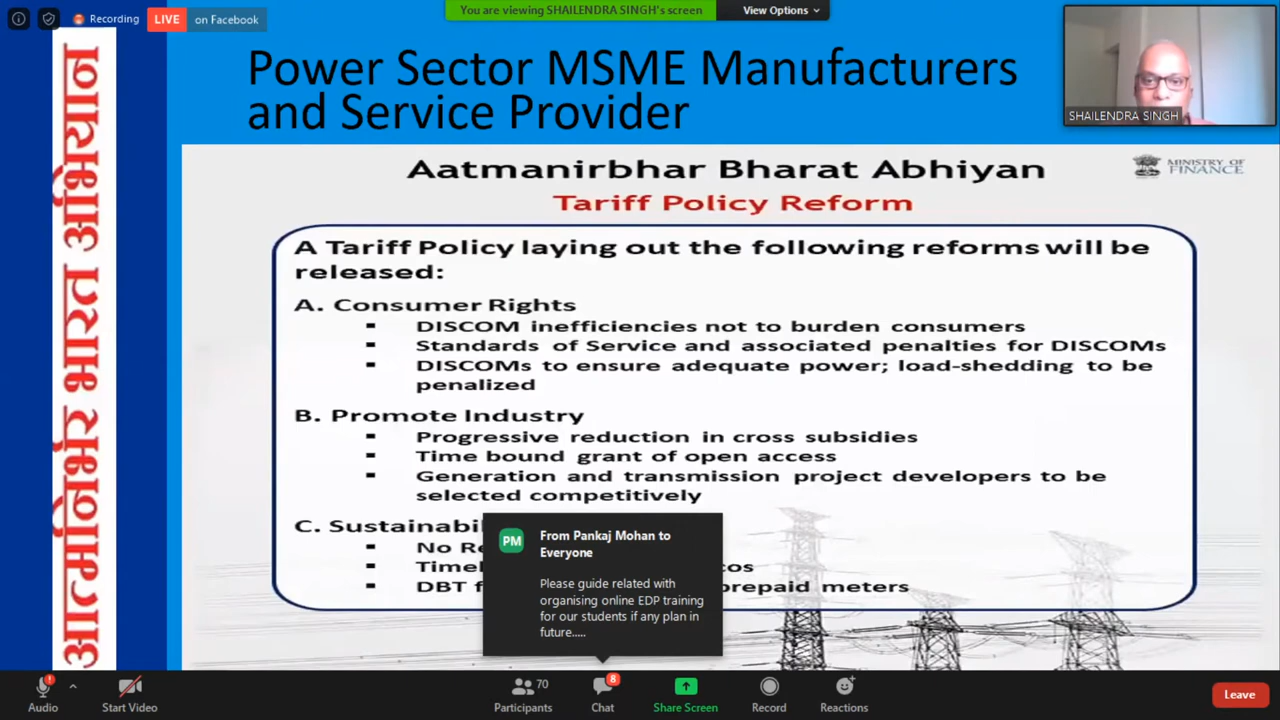 Recording
LIVE on Facebook
You are viewing SHAILENDRA SINGH's screen
View Options
SHAILENDRA SINGH
आत्मनिर्भर भारत अभियान
Power Sector MSME Manufacturers
and Service Provider
Aatmanirbhar Bharat Abhiyan
MINISTRY OF
FINANCE
Tariff Policy Reform
A Tariff Policy laying out the following reforms will be
released:
A. Consumer Rights
▪ DISCOM inefficiencies not to burden consumers
▪ Standards of Service and associated penalties for DISCOMs
▪ DISCOMs to ensure adequate power; load-shedding to be
penalized
B. Promote Industry
▪ Progressive reduction in cross subsidies
▪ Time bound grant of open access
▪ Generation and transmission project developers to be
selected competitively
C.
▪ No
▪
▪ DBT prepaid meters
PM
From Pankaj Mohan to
Everyone
Please guide related with
organising online EDP training
for our students if any plan in
future.....
Audio
Start Video
Participants
70
Chat
8
Share Screen
Record
Reactions
Leave